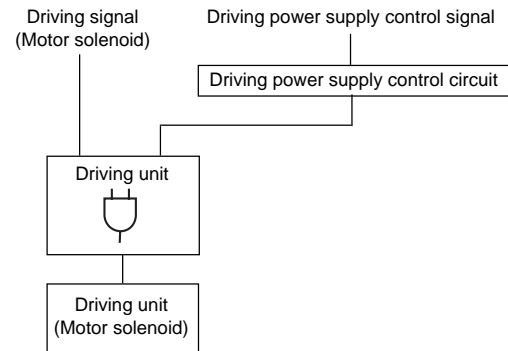 Driving signal
(Motor solenoid)
Driving power supply control signal
Driving power supply control circuit
Driving unit
Driving unit
(Motor solenoid)